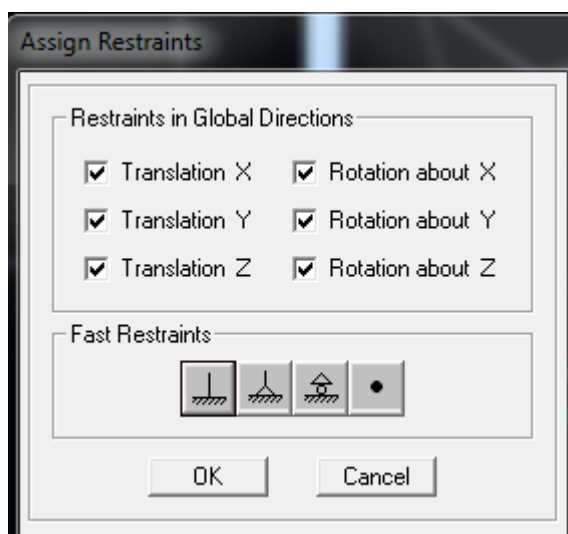 Assign Restraints
Restraints in Global Directions
Translation X Rotation about X
Translation Y Rotation about Y
Translation Z Rotation about Z
Fast Restraints
OK Cancel